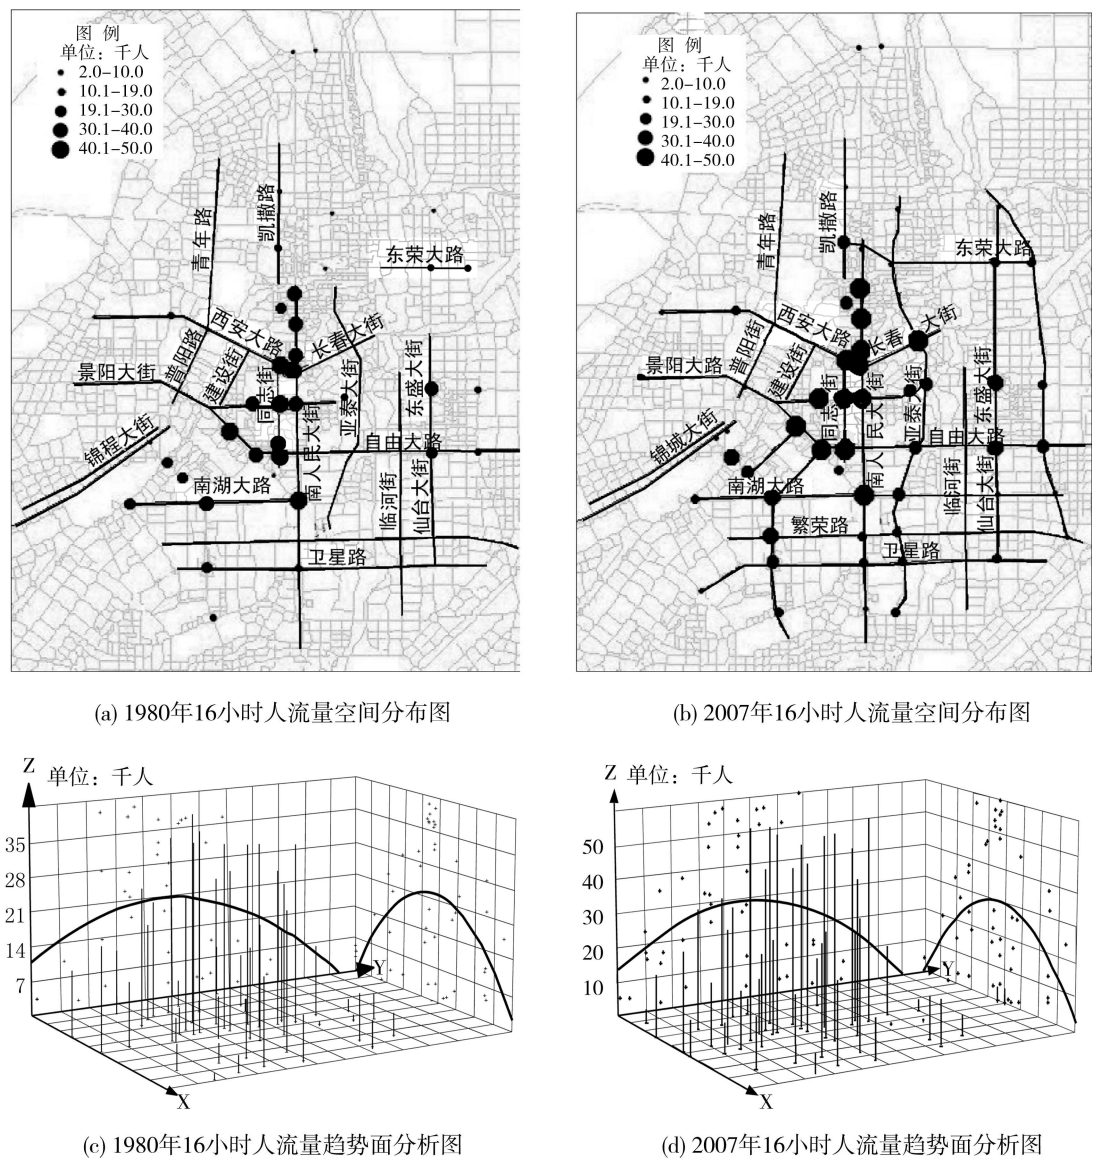 图 例
单位：千人
2.0-10.0
10.1-19.0
19.1-30.0
30.1-40.0
40.1-50.0
青年路
凯撒路
东荣大路
西安大路
长春大街
普阳路
建设街
景阳大街
同志街
南人民大街
亚泰大街
东盛大街
锦程大街
自由大路
南湖大路
临河街
仙台大街
卫星路
(a) 1980年16小时人流量空间分布图
图 例
单位：千人
2.0-10.0
10.1-19.0
19.1-30.0
30.1-40.0
40.1-50.0
青年路
凯撒路
东荣大路
西安大路
长春大街
普阳街
建设街
景阳大路
同志街
南人民大街
亚泰大街
东盛大街
锦城大街
自由大路
南湖大路
临河街
仙台大街
繁荣路
卫星路
(b) 2007年16小时人流量空间分布图
Z 单位：千人
35
28
21
14
7
Y
X
(c) 1980年16小时人流量趋势面分析图
Z 单位：千人
50
40
30
20
10
Y
X
(d) 2007年16小时人流量趋势面分析图